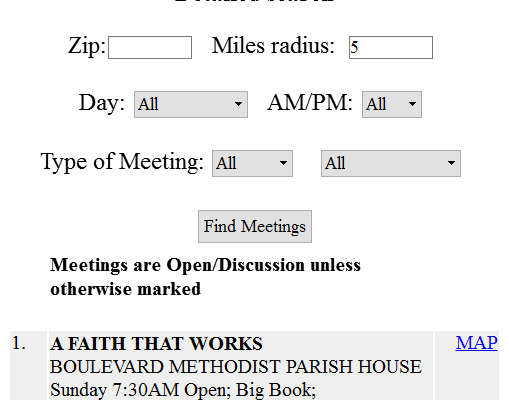 Zip: Miles radius: 5
Day: All AM/PM: All
Type of Meeting: All All
Find Meetings
Meetings are Open/Discussion unless
otherwise marked
1. A FAITH THAT WORKS MAP
BOULEVARD METHODIST PARISH HOUSE
Sunday 7:30AM Open; Big Book;